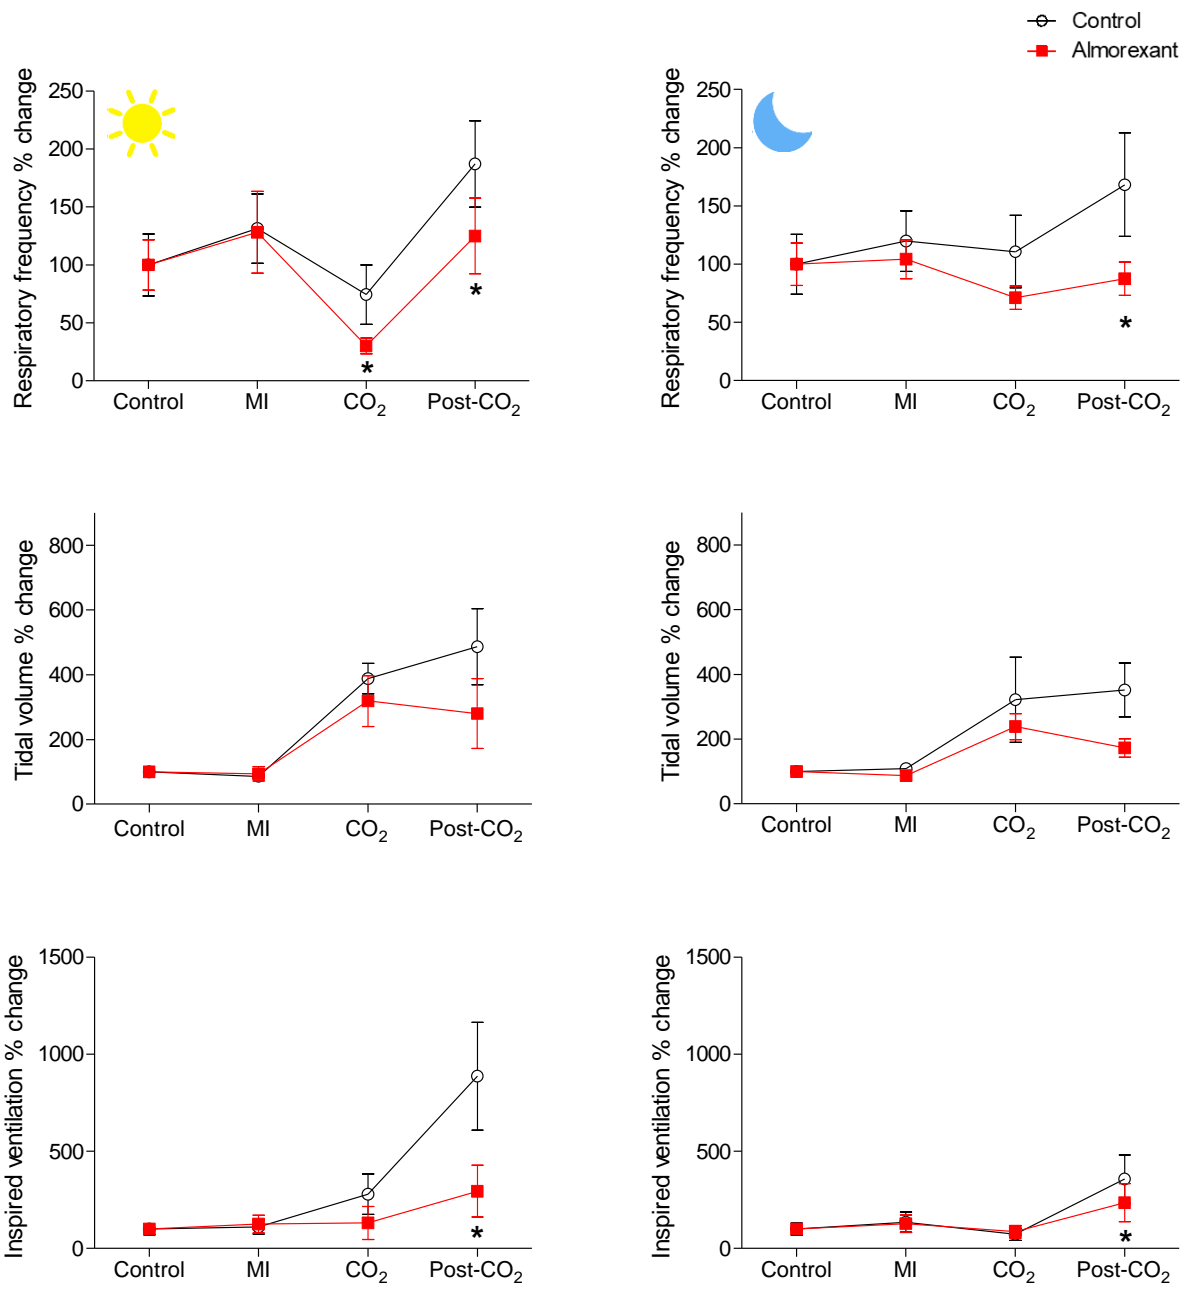 Control
Almorexant
Respiratory frequency % change
250
200
150
100
50
0
*
*
Control MI CO₂ Post-CO₂
Respiratory frequency % change
250
200
150
100
50
0
*
Control MI CO₂ Post-CO₂
Tidal volume % change
800
600
400
200
0
Control MI CO₂ Post-CO₂
Tidal volume % change
800
600
400
200
0
Control MI CO₂ Post-CO₂
Inspired ventilation % change
1500
1000
500
0
*
Control MI CO₂ Post-CO₂
Inspired ventilation % change
1500
1000
500
0
*
Control MI CO₂ Post-CO₂